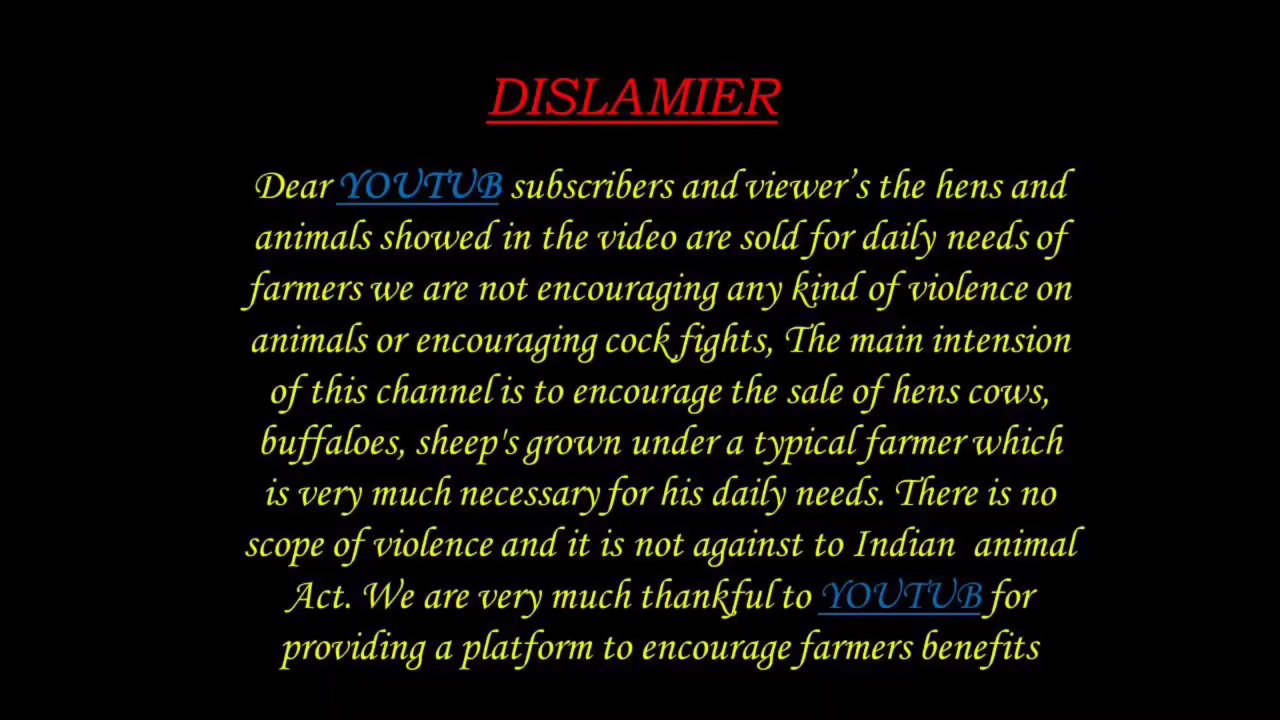 DISLAMIER
Dear YOUTUB subscribers and viewer’s the hens and
animals showed in the video are sold for daily needs of
farmers we are not encouraging any kind of violence on
animals or encouraging cock fights, The main intension
of this channel is to encourage the sale of hens cows,
buffaloes, sheep's grown under a typical farmer which
is very much necessary for his daily needs. There is no
scope of violence and it is not against to Indian  animal
Act. We are very much thankful to YOUTUB for
providing a platform to encourage farmers benefits